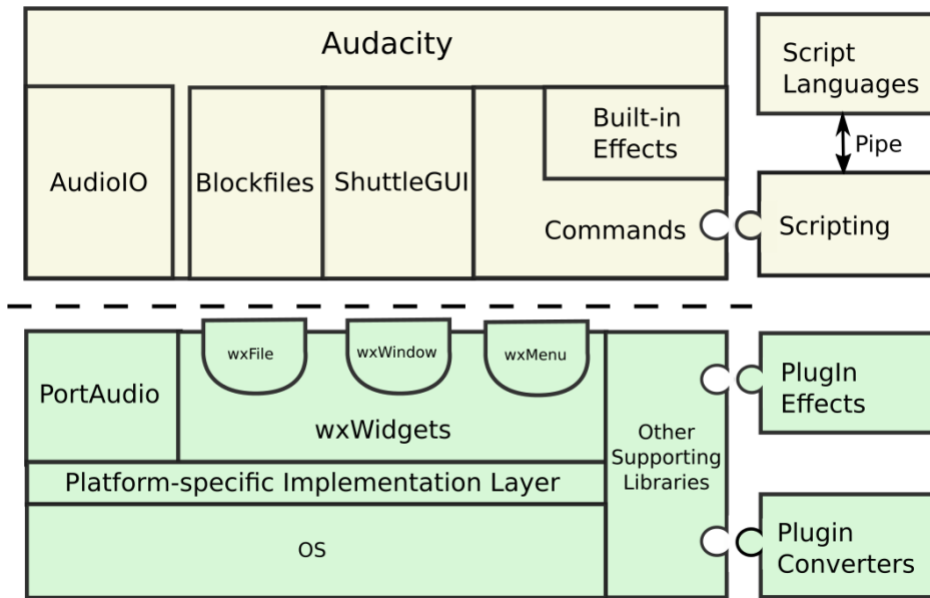 Audacity
Script
Languages
Pipe
AudioIO
Blockfiles
ShuttleGUI
Built-in
Effects
Commands
Scripting
PortAudio
wxFile
wxWindow
wxMenu
wxWidgets
Other
Supporting
Libraries
PlugIn
Effects
Platform-specific Implementation Layer
OS
Plugin
Converters